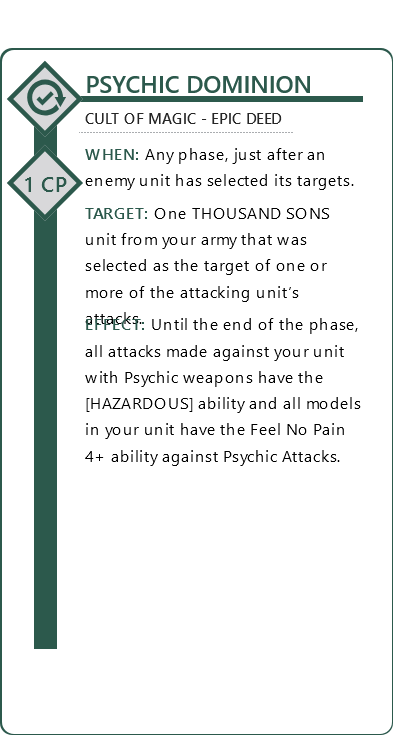 PSYCHIC DOMINION
CULT OF MAGIC - EPIC DEED
1 CP
WHEN: Any phase, just after an
enemy unit has selected its targets.
TARGET: One THOUSAND SONS
unit from your army that was
selected as the target of one or
more of the attacking unit’s
attacks.
EFFECT: Until the end of the phase,
all attacks made against your unit
with Psychic weapons have the
[HAZARDOUS] ability and all models
in your unit have the Feel No Pain
4+ ability against Psychic Attacks.